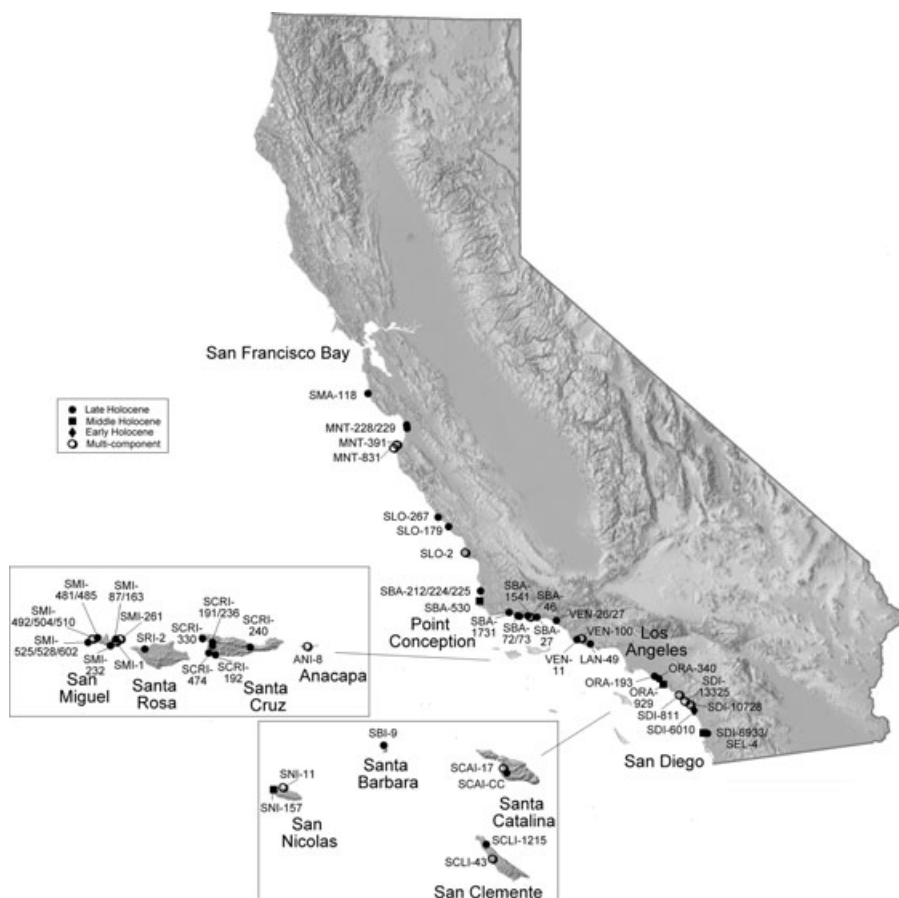 San Francisco Bay
SMA-118
Late Holocene
Middle Holocene
Early Holocene
Multi-component
MNT-228/229
MNT-391
MNT-831
SLO-267
SLO-179
SLO-2
SBA-212/224/225
SBA-530
Point
Conception
SBA-
1731
SBA-
1541
SBA-
72/73
SBA-
46
SBA-
27
VEN-26/27
VEN-100
VEN-
11
LAN-49
Los
Angeles
ORA-340
ORA-193
ORA-
929
SDI-
13325
SDI-811
SDI-10728
SDI-6010
SDI-6933/
SEL-4
San Diego
SMI-
481/485
SMI-
87/163
SMI-
492/504/510
SMI-261
SMI-
525/528/602
SMI-
232
SMI-1
San
Miguel
SRI-2
Santa
Rosa
SCRI-
191/236
SCRI-
330
SCRI-
240
SCRI-
474
SCRI-
192
Santa
Cruz
ANI-8
Anacapa
SBI-9
Santa
Barbara
SNI-11
SNI-157
San
Nicolas
SCAI-17
SCAI-CC
Santa
Catalina
SCLI-1215
SCLI-43
San Clemente